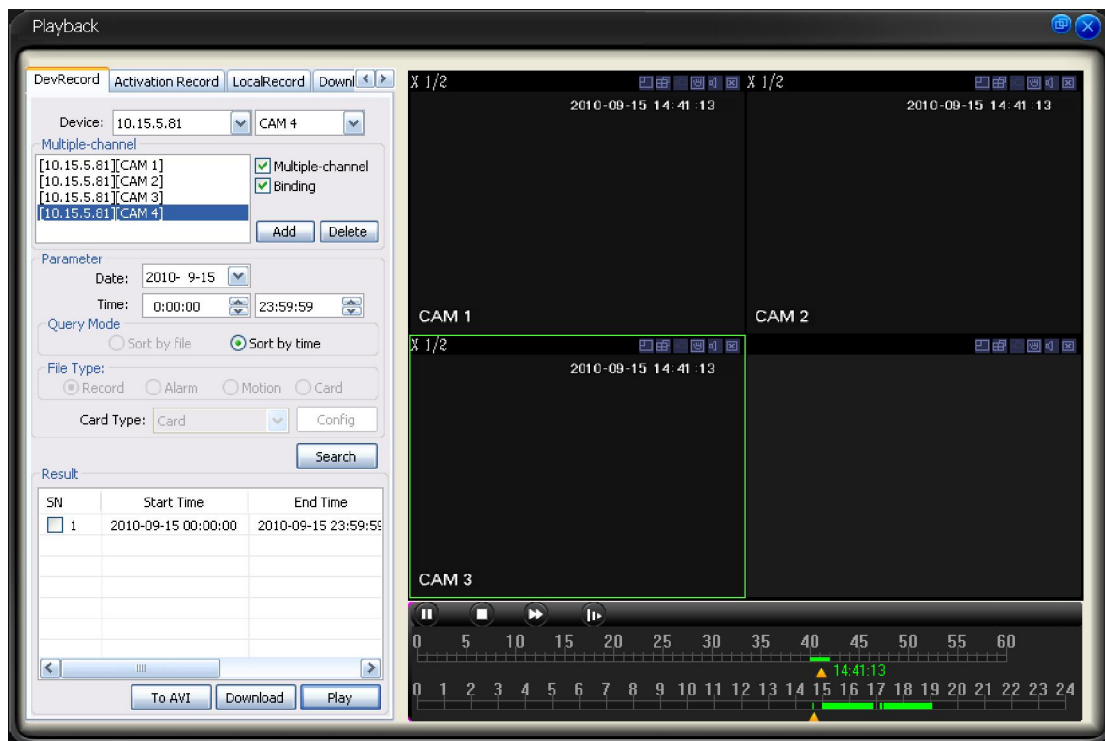 Playback
DevRecord Activation Record LocalRecord Downl
Device: 10.15.5.81 CAM 4
Multiple-channel
[10.15.5.81][CAM 1]
[10.15.5.81][CAM 2]
[10.15.5.81][CAM 3]
[10.15.5.81][CAM 4]
Multiple-channel
Binding
Add Delete
Parameter
Date: 2010- 9-15
Time: 0:00:00 23:59:59
Query Mode
Sort by file Sort by time
File Type:
Record Alarm Motion Card
Card Type: Card Config
Search
Result
SN Start Time End Time
1 2010-09-15 00:00:00 2010-09-15 23:59:59
To AVI Download Play
X 1/2
2010-09-15 14:41:13
CAM 1
X 1/2
2010-09-15 14:41:13
CAM 2
X 1/2
2010-09-15 14:41:13
CAM 3
0 5 10 15 20 25 30 35 40 45 50 55 60
14:41:13
0 1 2 3 4 5 6 7 8 9 10 11 12 13 14 15 16 17 18 19 20 21 22 23 24